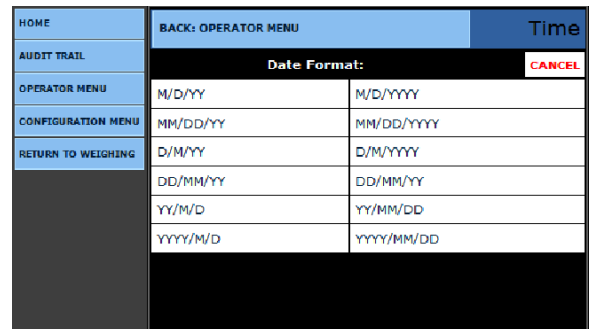 HOME
AUDIT TRAIL
OPERATOR MENU
CONFIGURATION MENU
RETURN TO WEIGHING
BACK: OPERATOR MENU
Time
Date Format:
CANCEL
M/D/YY M/D/YYYY
MM/DD/YY MM/DD/YYYY
D/M/YY D/M/YYYY
DD/MM/YY DD/MM/YY
YY/M/D YY/MM/DD
YYYY/M/D YYYY/MM/DD